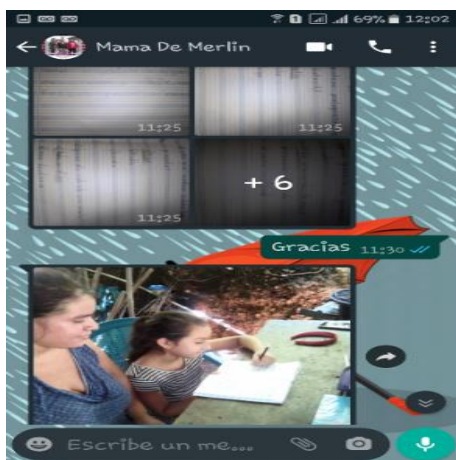 69% 12:02
Mama De Merlin
11:25 11:25
11:25 + 6
Gracias 11:30
Escribe un me...